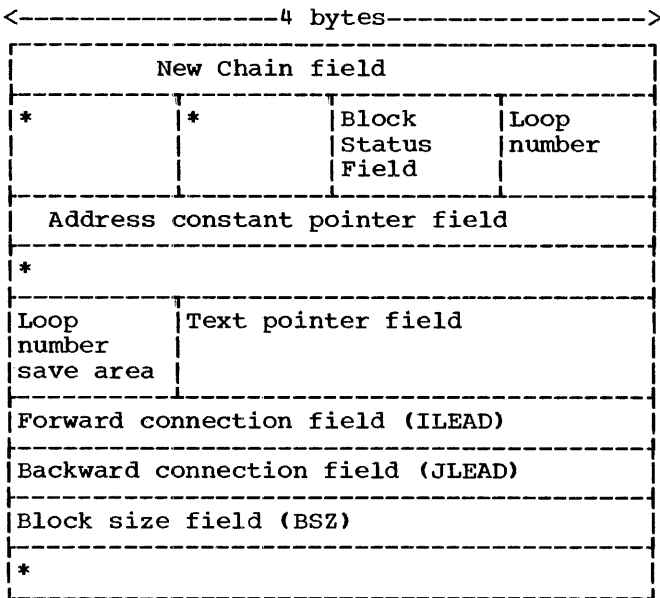 <----------------4 bytes---------------->
New Chain field
* * Block Loop
Status number
Field
Address constant pointer field
*
Loop Text pointer field
number
save area
Forward connection field (ILEAD)
Backward connection field (JLEAD)
Block size field (BSZ)
*